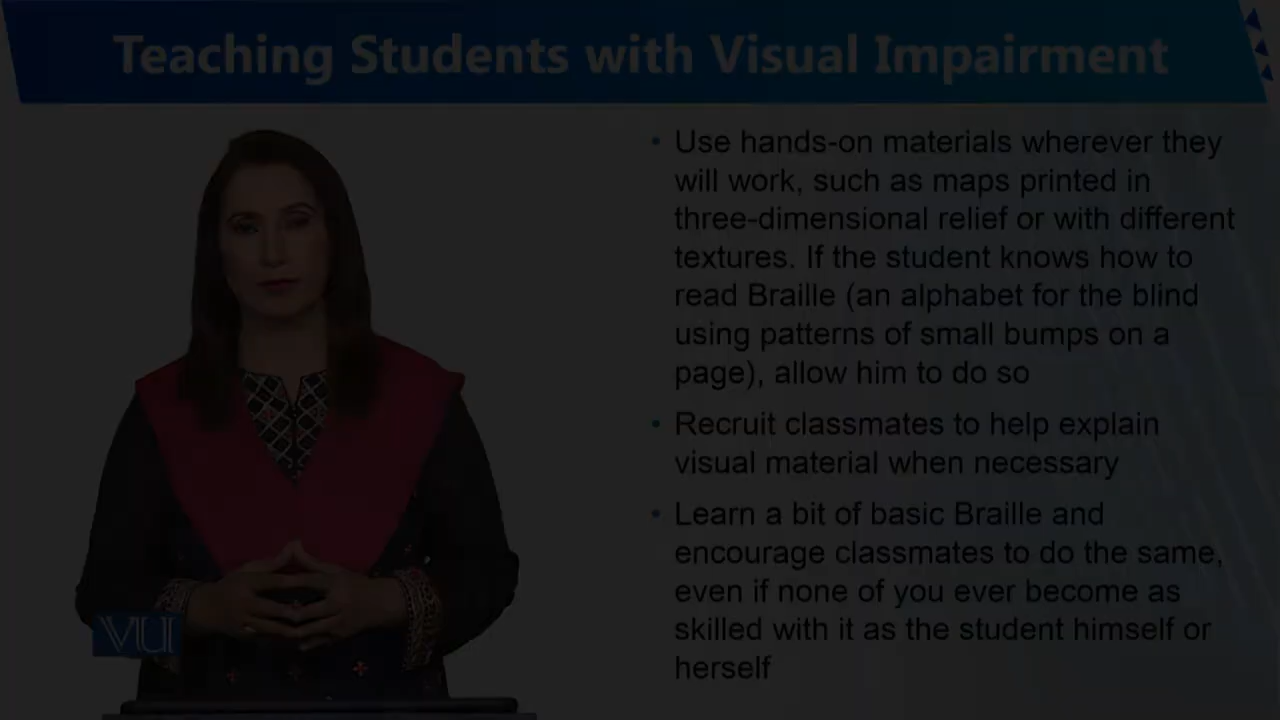 Teaching Students with Visual Impairment
• Use hands-on materials wherever they
will work, such as maps printed in
three-dimensional relief or with different
textures. If the student knows how to
read Braille (an alphabet for the blind
using patterns of small bumps on a
page), allow him to do so
• Recruit classmates to help explain
visual material when necessary
• Learn a bit of basic Braille and
encourage classmates to do the same,
even if none of you ever become as
skilled with it as the student himself or
herself
VU